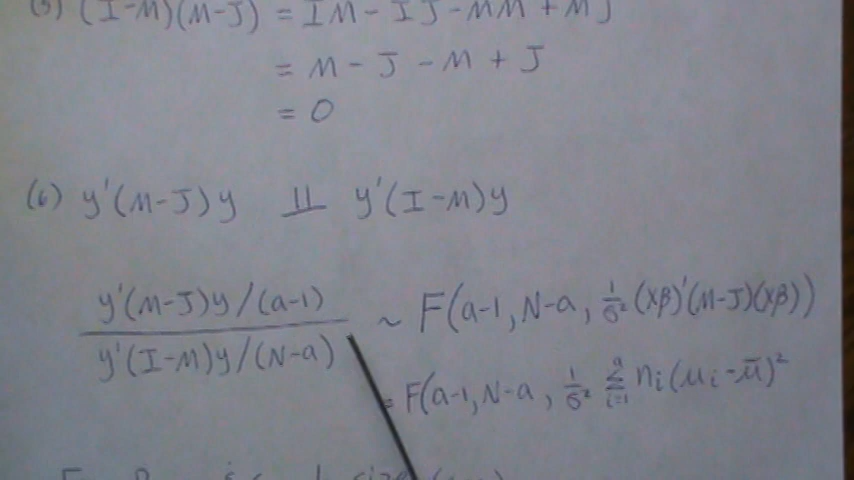 (5) (I-M)(M-J) = IM - IJ - MM + MJ
= M - J - M + J
= 0
(6) y'(M-J)y ⫫ y'(I-M)y
y'(M-J)y/(a-1) / y'(I-M)y/(N-a) ~ F(a-1, N-a, 1/σ² (Xβ)'(M-J)(Xβ))
= F(a-1, N-a, 1/σ² Σ_{i=1}^{a} n_i(μ_i - μ̄)²